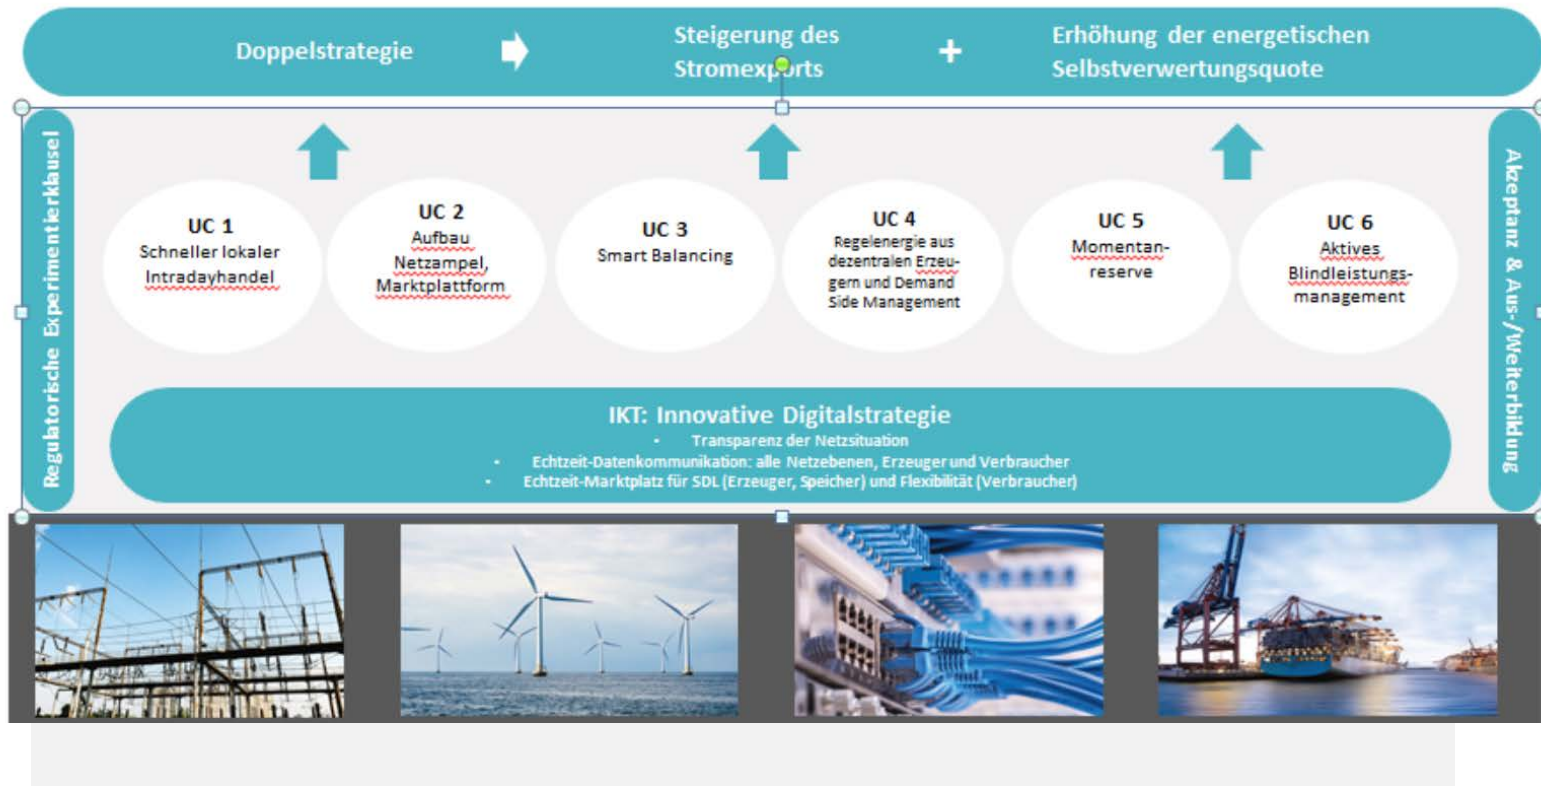 Doppelstrategie
Steigerung des
Stromexports
+
Erhöhung der energetischen
Selbstverwertungsquote
Regulatorische Experimentierklausel
UC 1
Schneller lokaler
Intradayhandel
UC 2
Aufbau
Netzampel,
Marktplattform
UC 3
Smart Balancing
UC 4
Regelenergie aus
dezentralen Erzeu-
gern und Demand
Side Management
UC 5
Momentan-
reserve
UC 6
Aktives
Blindleistungs-
management
Akzeptanz & Aus-/Weiterbildung
IKT: Innovative Digitalstrategie
• Transparenz der Netzsituation
• Echtzeit-Datenkommunikation: alle Netzebenen, Erzeuger und Verbraucher
• Echtzeit-Marktplatz für SDL (Erzeuger, Speicher) und Flexibilität (Verbraucher)